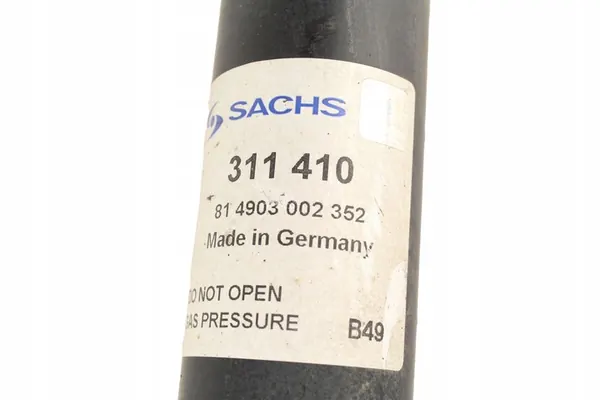 SACHS
311 410
81 4903 002 352
Made in Germany
DO NOT OPEN
GAS PRESSURE B49